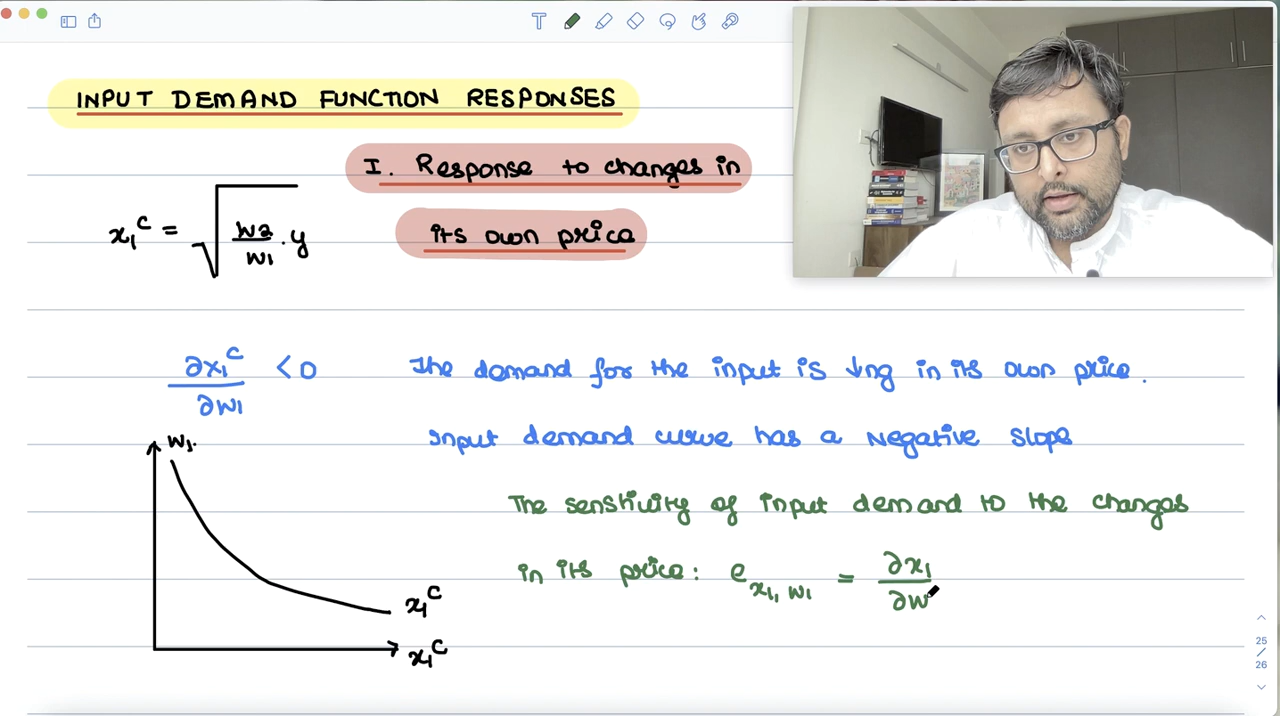 INPUT DEMAND FUNCTION RESPONSES
I. Response to changes in
its own price
x₁ᶜ = √(w2/w1 . y)
∂x₁ᶜ/∂w1 < 0 The demand for the input is ↓ng in its own price.
Input demand curve has a negative slope
w₁.
The sensitivity of input demand to the changes
in its price: e x₁, w₁ = ∂x₁/∂w
x₁ᶜ
x₁ᶜ
25
/
26